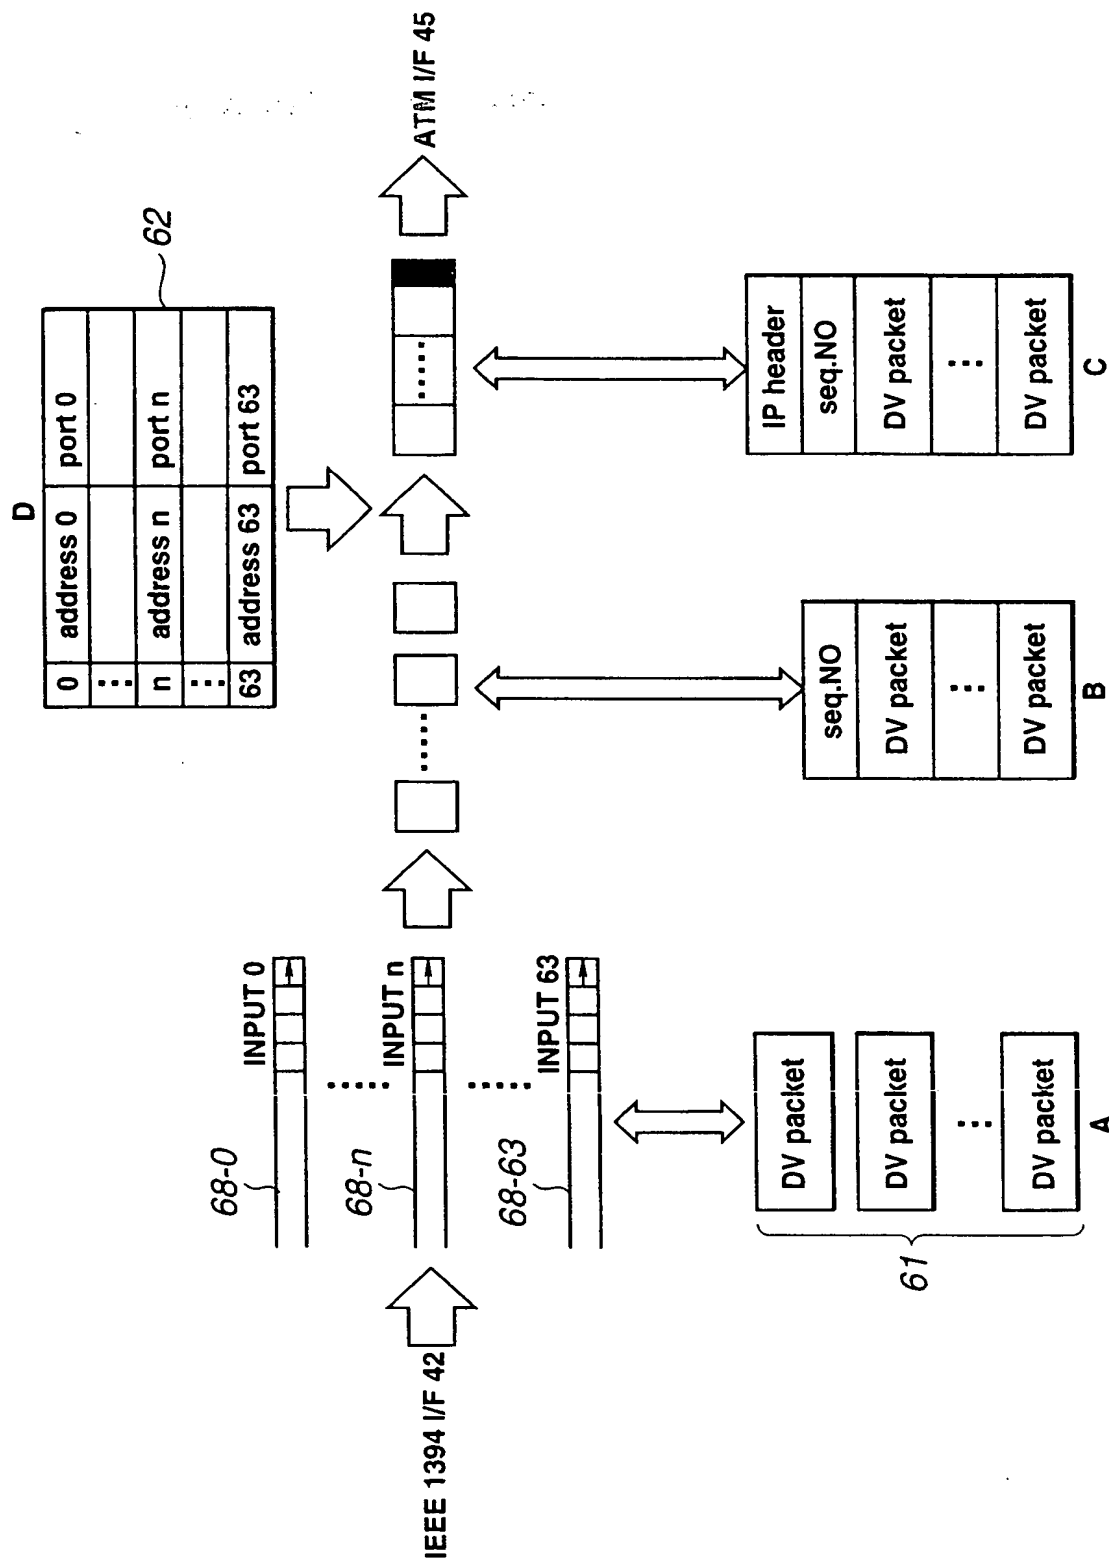 D
0 address 0 port 0
n address n port n
63 address 63 port 63
62
IEEE 1394 I/F 42
68-0
INPUT 0
68-n
INPUT n
68-63
INPUT 63
ATM I/F 45
61
DV packet
DV packet
DV packet
A
seq.NO
DV packet
DV packet
B
IP header
seq.NO
DV packet
DV packet
C